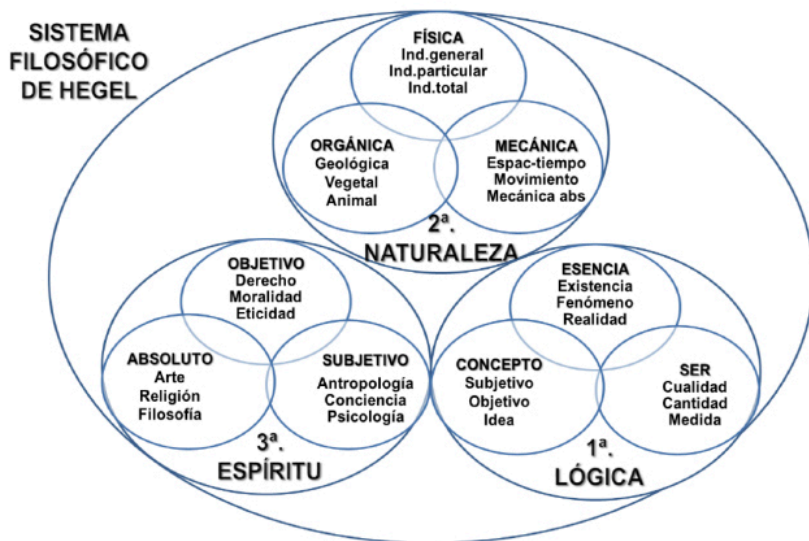 SISTEMA
FILOSÓFICO
DE HEGEL
FÍSICA
Ind.general
Ind.particular
Ind.total
ORGÁNICA
Geológica
Vegetal
Animal
MECÁNICA
Espac-tiempo
Movimiento
Mecánica abs
2ª.
NATURALEZA
OBJETIVO
Derecho
Moralidad
Eticidad
ABSOLUTO
Arte
Religión
Filosofía
SUBJETIVO
Antropología
Conciencia
Psicología
3ª.
ESPÍRITU
ESENCIA
Existencia
Fenómeno
Realidad
CONCEPTO
Subjetivo
Objetivo
Idea
SER
Cualidad
Cantidad
Medida
1ª.
LÓGICA